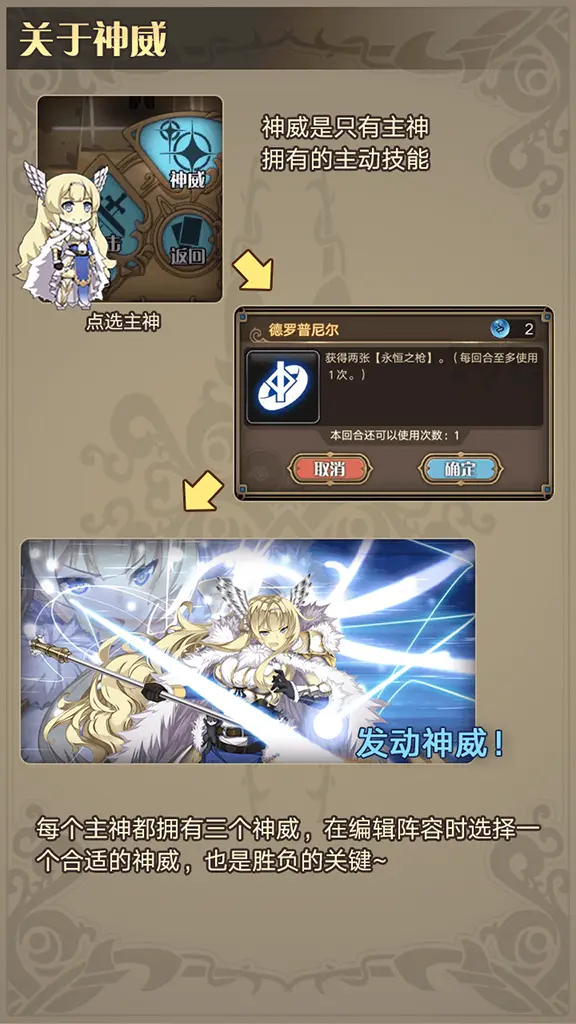 关于神威
神威是只有主神
拥有的主动技能
神威
击
返回
点选主神
德罗普尼尔
2
获得两张【永恒之枪】。（每回合至多使用
1次。）
本回合还可以使用次数：1
取消
确定
发动神威！
每个主神都拥有三个神威，在编辑阵容时选择一
个合适的神威，也是胜负的关键~